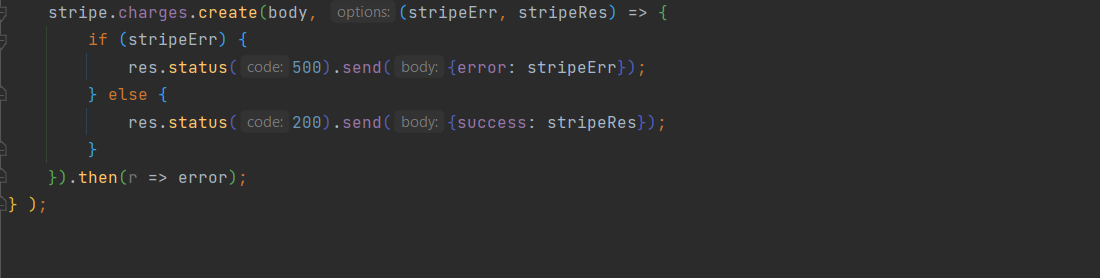 stripe.charges.create(body, options: (stripeErr, stripeRes) => {
if (stripeErr) {
res.status( code: 500).send( body: {error: stripeErr});
} else {
res.status( code: 200).send( body: {success: stripeRes});
}
}).then(r => error);
} );